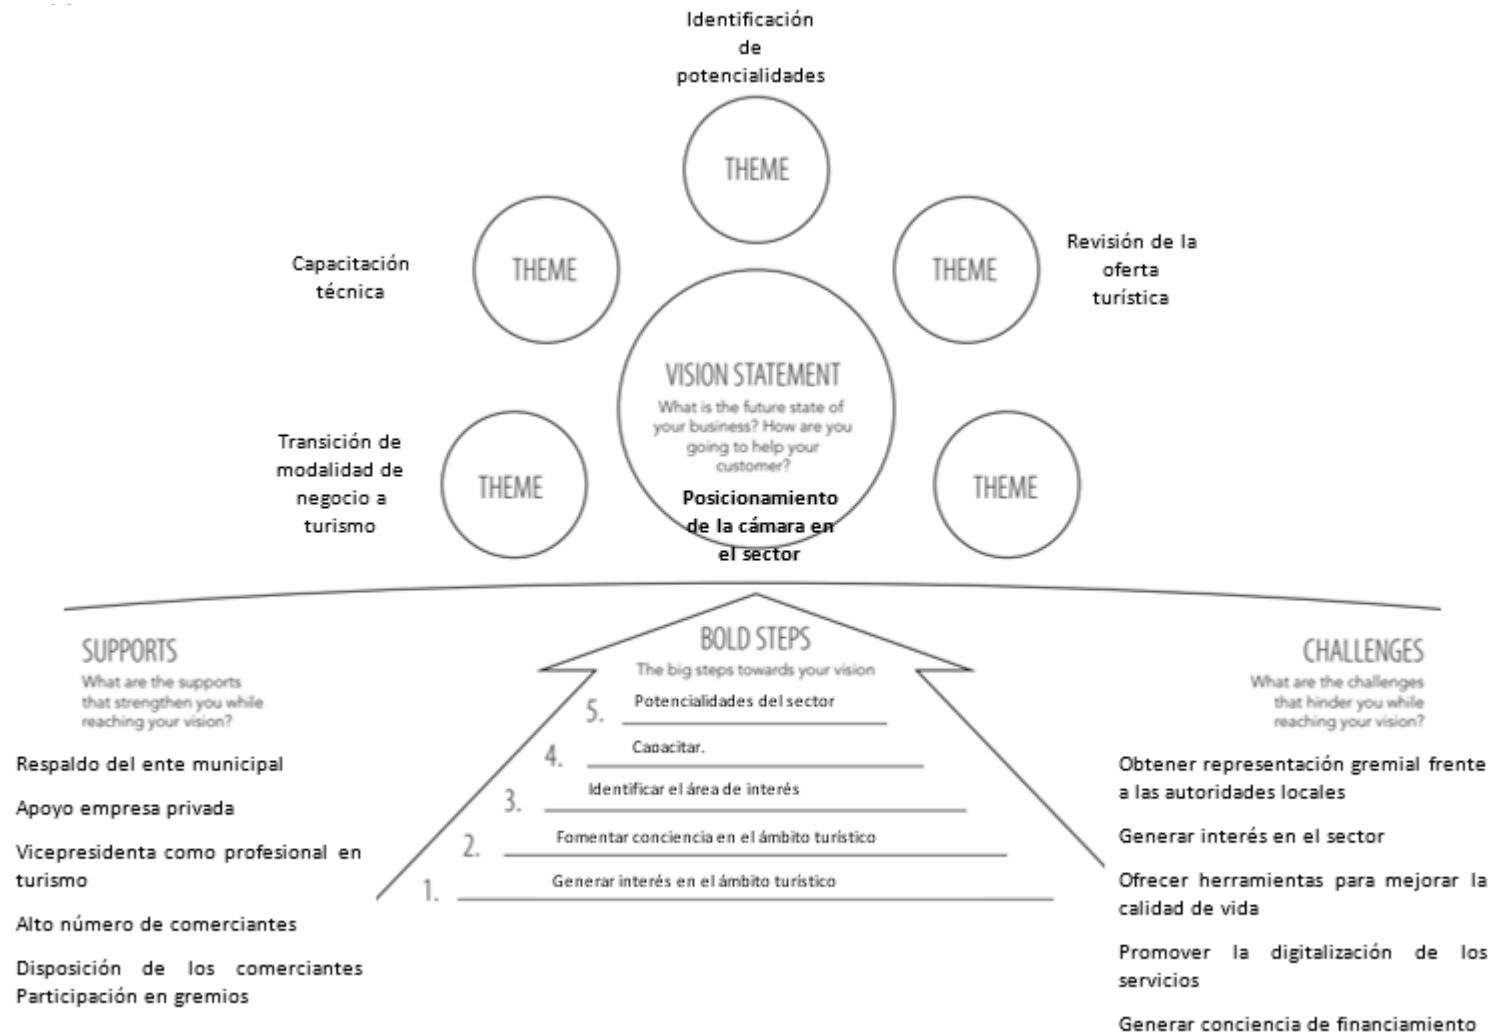 Identificación
de
potencialidades
THEME
Capacitación
técnica
THEME
THEME
Revisión de la
oferta
turística
Transición de
modalidad de
negocio a
turismo
THEME
VISION STATEMENT
What is the future state of
your business? How are you
going to help your
customer?
Posicionamiento
de la cámara en
el sector
THEME
SUPPORTS
What are the supports
that strengthen you while
reaching your vision?
Respaldo del ente municipal
Apoyo empresa privada
Vicepresidenta como profesional en
turismo
Alto número de comerciantes
Disposición de los comerciantes
Participación en gremios
BOLD STEPS
The big steps towards your vision
5. Potencialidades del sector
4. Capacitar.
3. Identificar el área de interés
2. Fomentar conciencia en el ámbito turístico
1. Generar interés en el ámbito turístico
CHALLENGES
What are the challenges
that hinder you while
reaching your vision?
Obtener representación gremial frente
a las autoridades locales
Generar interés en el sector
Ofrecer herramientas para mejorar la
calidad de vida
Promover la digitalización de los
servicios
Generar conciencia de financiamiento